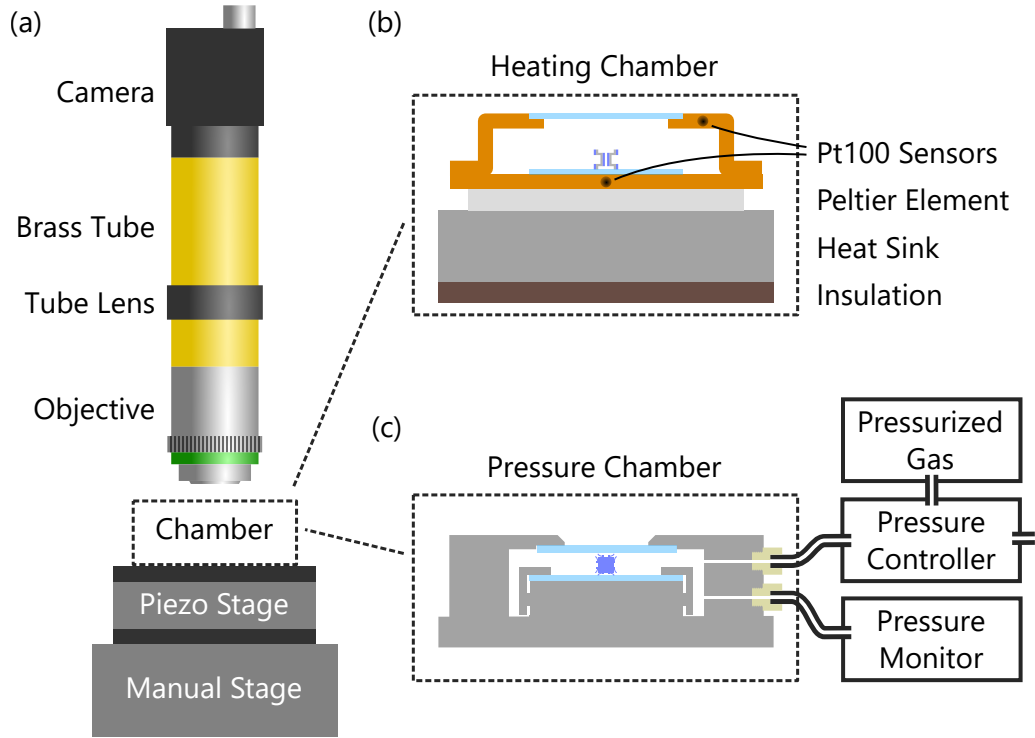 (a)
Camera
Brass Tube
Tube Lens
Objective
Chamber
Piezo Stage
Manual Stage
(b)
Heating Chamber
Pt100 Sensors
Peltier Element
Heat Sink
Insulation
(c)
Pressure Chamber
Pressurized
Gas
Pressure
Controller
Pressure
Monitor